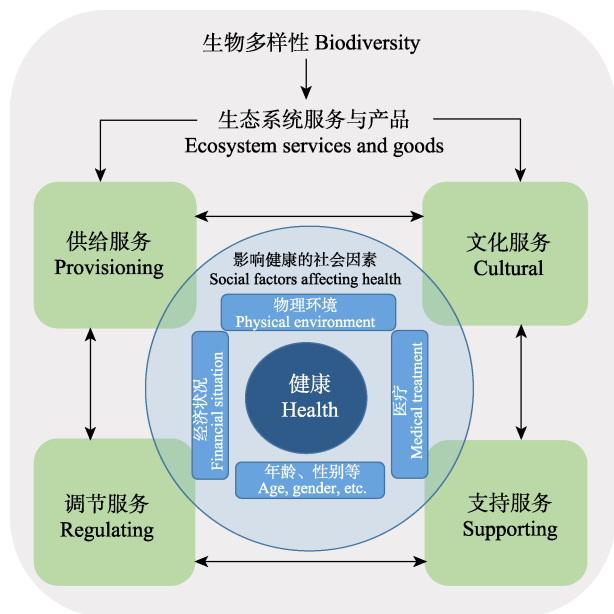 生物多样性 Biodiversity
生态系统服务与产品
Ecosystem services and goods
供给服务
Provisioning
文化服务
Cultural
影响健康的社会因素
Social factors affecting health
物理环境
Physical environment
经济状况
Financial situation
健康
Health
医疗
Medical treatment
年龄、性别等
Age, gender, etc.
调节服务
Regulating
支持服务
Supporting